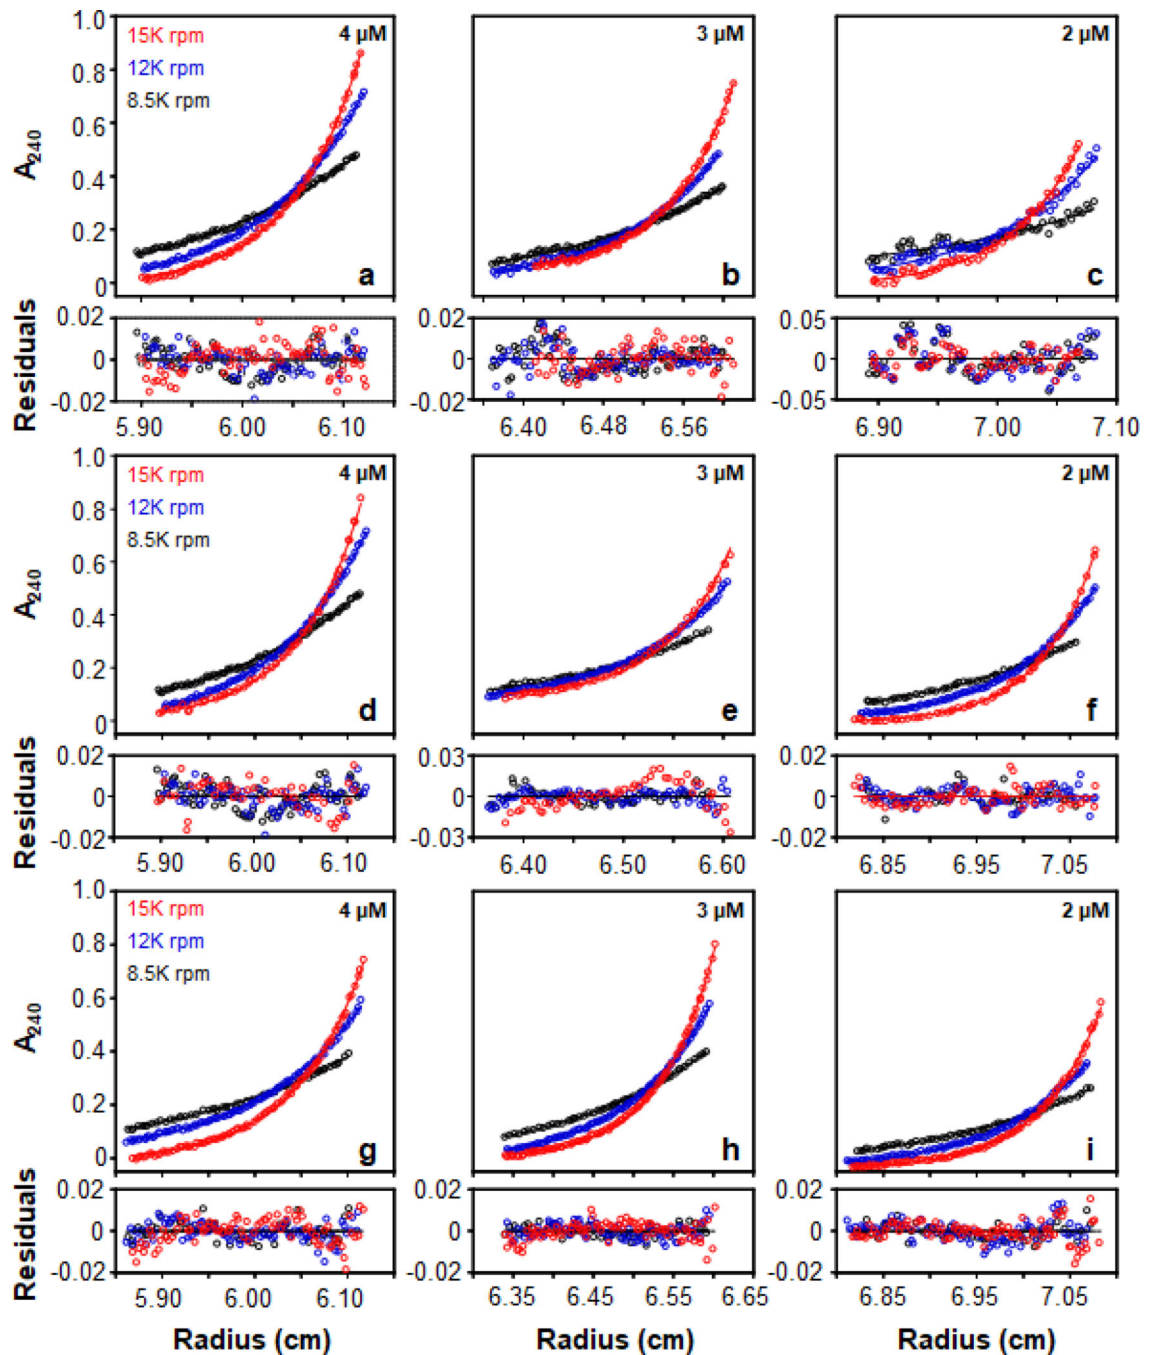 1.0 15K rpm 4 µM 3 µM 2 µM
0.8 12K rpm
8.5K rpm
0.6
A240
0.4
0.2
0 a b c
Residuals
0.02 0.02 0.05
0 0 0
-0.02 -0.02 -0.05
5.90 6.00 6.10 6.40 6.48 6.56 6.90 7.00 7.10
1.0 15K rpm 4 µM 3 µM 2 µM
0.8 12K rpm
8.5K rpm
0.6
A240
0.4
0.2
0 d e f
Residuals
0.02 0.03 0.02
0 0 0
-0.02 -0.03 -0.02
5.90 6.00 6.10 6.40 6.50 6.60 6.85 6.95 7.05
1.0 15K rpm 4 µM 3 µM 2 µM
0.8 12K rpm
8.5K rpm
0.6
A240
0.4
0.2
0 g h i
Residuals
0.02 0.02 0.02
0 0 0
-0.02 -0.02 -0.02
5.90 6.00 6.10 6.35 6.45 6.55 6.65 6.85 6.95 7.05
Radius (cm) Radius (cm) Radius (cm)